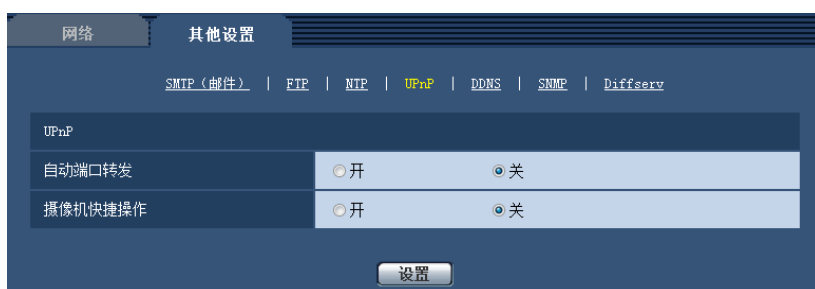 网络 其他设置
SMTP（邮件） | FTP | NTP | UPnP | DDNS | SNMP | Diffserv
UPnP
自动端口转发 开 关
摄像机快捷操作 开 关
设置